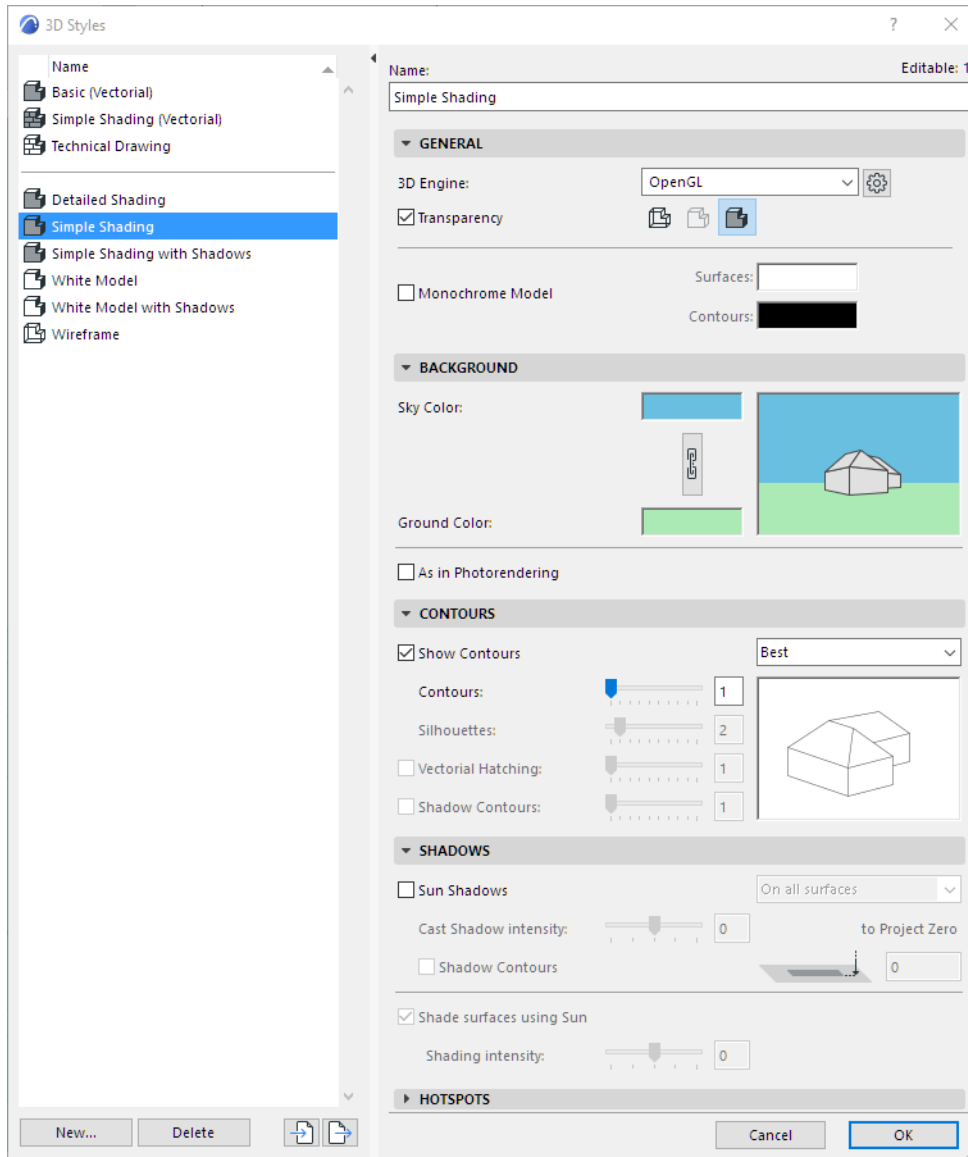 3D Styles
?
Name
Basic (Vectorial)
Simple Shading (Vectorial)
Technical Drawing
Detailed Shading
Simple Shading
Simple Shading with Shadows
White Model
White Model with Shadows
Wireframe
New...
Delete
Name:
Editable: 1
Simple Shading
GENERAL
3D Engine:
OpenGL
Transparency
Monochrome Model
Surfaces:
Contours:
BACKGROUND
Sky Color:
Ground Color:
As in Photorendering
CONTOURS
Show Contours
Best
Contours:
1
Silhouettes:
2
Vectorial Hatching:
1
Shadow Contours:
1
SHADOWS
Sun Shadows
On all surfaces
Cast Shadow intensity:
0
to Project Zero
Shadow Contours
0
Shade surfaces using Sun
Shading intensity:
0
HOTSPOTS
Cancel
OK